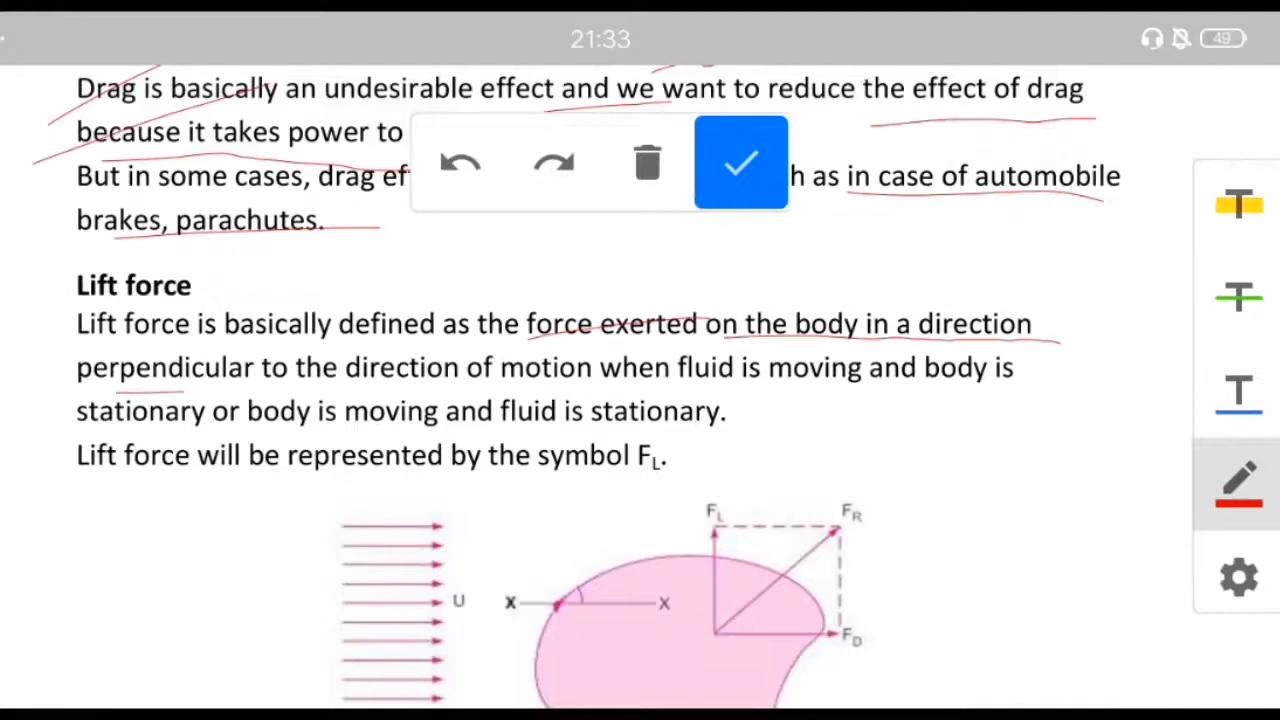 21:33
49
Drag is basically an undesirable effect and we want to reduce the effect of drag
because it takes power to
But in some cases, drag ef h as in case of automobile
brakes, parachutes.
Lift force
Lift force is basically defined as the force exerted on the body in a direction
perpendicular to the direction of motion when fluid is moving and body is
stationary or body is moving and fluid is stationary.
Lift force will be represented by the symbol FL.
FL FR
U X X
FD
T
T
T